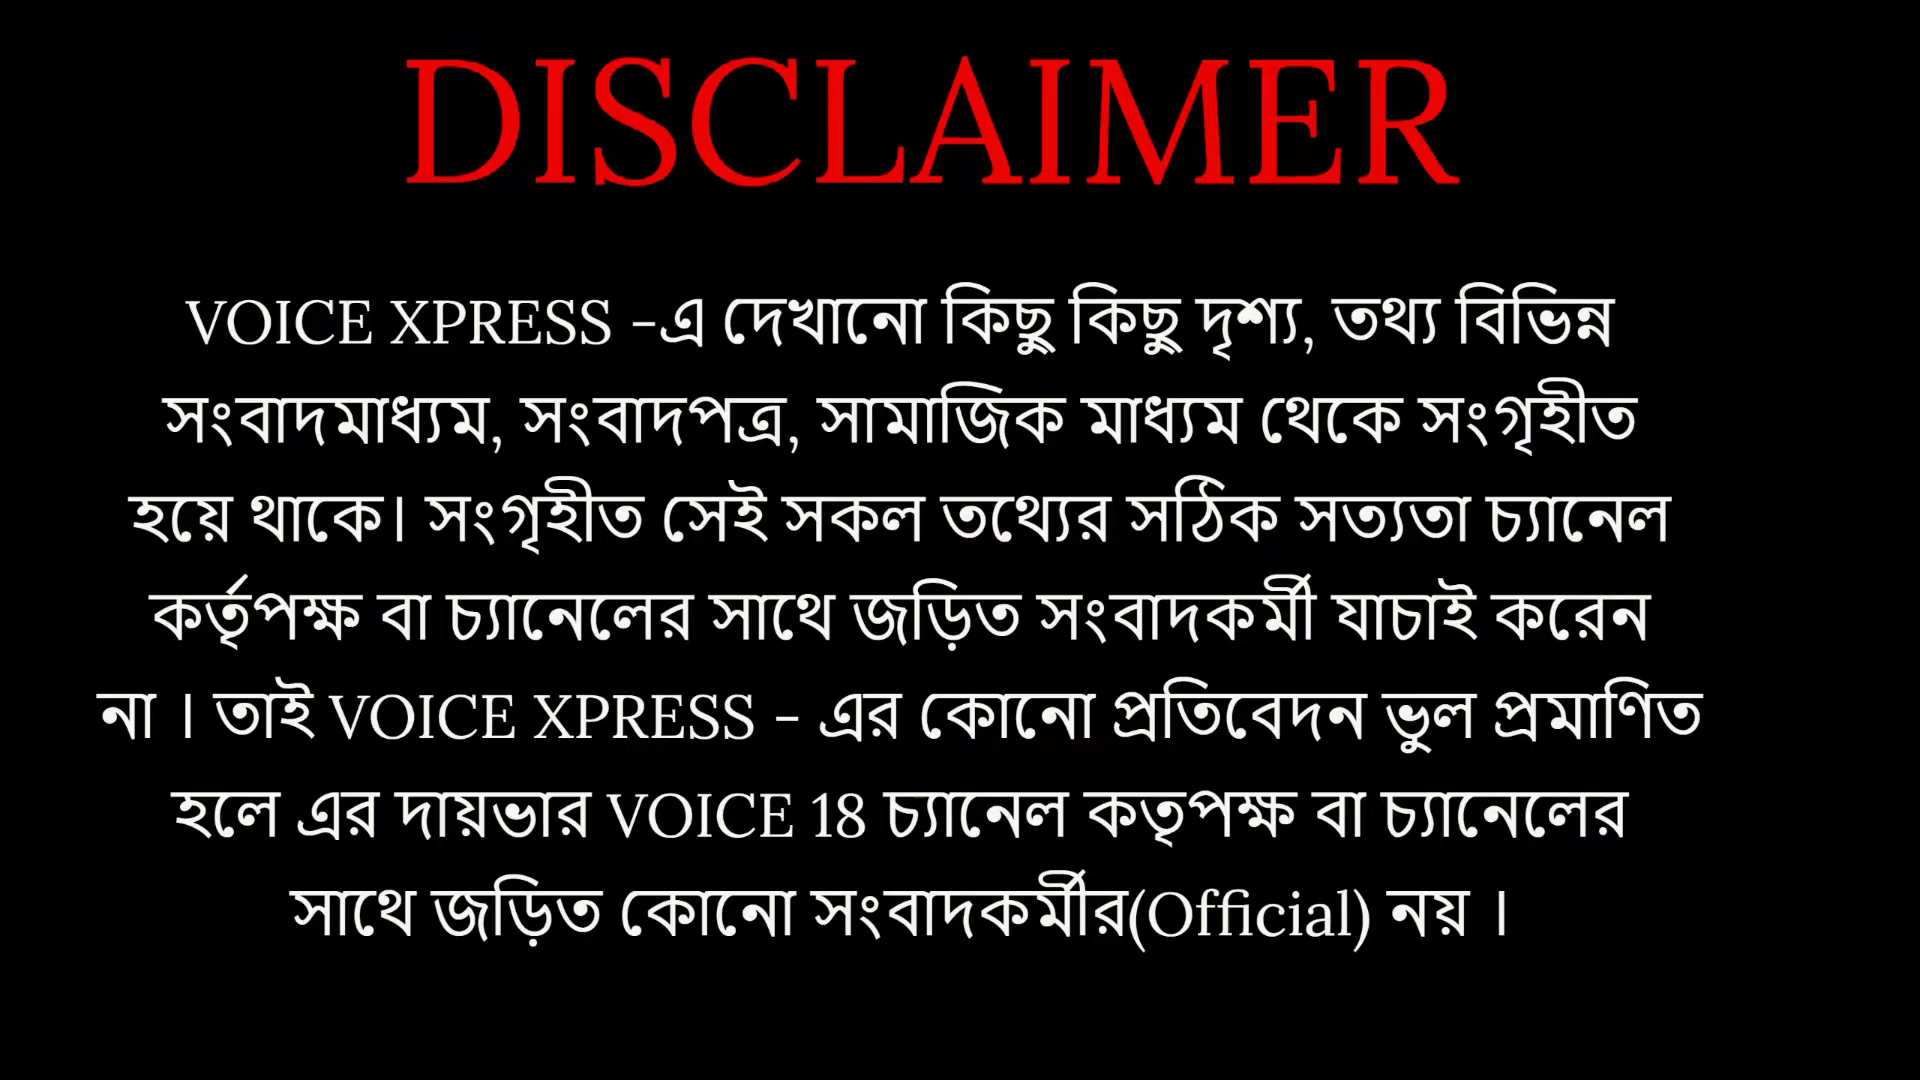 DISCLAIMER
VOICE XPRESS -এ দেখানো কিছু কিছু দৃশ্য, তথ্য বিভিন্ন
সংবাদমাধ্যম, সংবাদপত্র, সামাজিক মাধ্যম থেকে সংগৃহীত
হয়ে থাকে। সংগৃহীত সেই সকল তথ্যের সঠিক সত্যতা চ্যানেল
কর্তৃপক্ষ বা চ্যানেলের সাথে জড়িত সংবাদকর্মী যাচাই করেন
না । তাই VOICE XPRESS - এর কোনো প্রতিবেদন ভুল প্রমাণিত
হলে এর দায়ভার VOICE 18 চ্যানেল কতৃপক্ষ বা চ্যানেলের
সাথে জড়িত কোনো সংবাদকর্মীর(Official) নয় ।